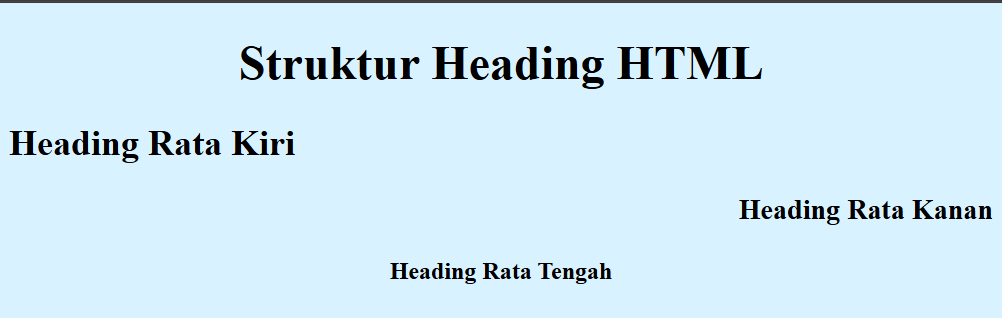 Struktur Heading HTML
Heading Rata Kiri
Heading Rata Kanan
Heading Rata Tengah